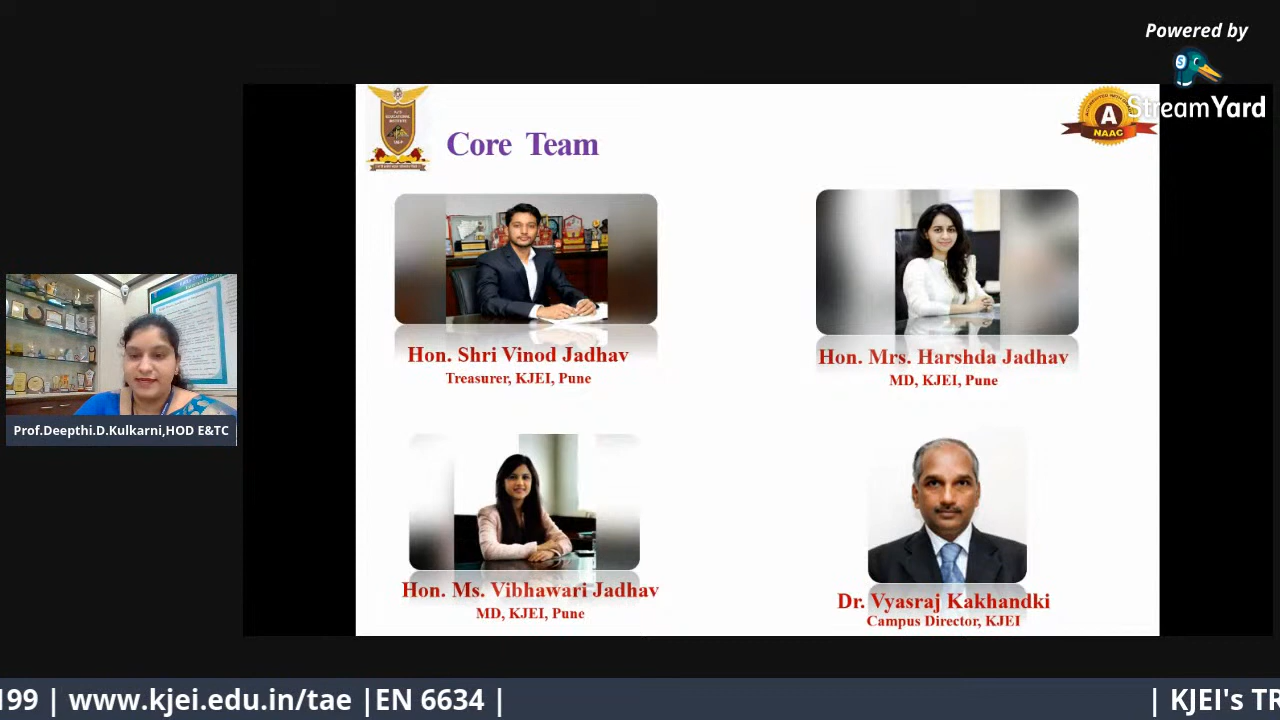 Powered by
StreamYard
A
NAAC
Core Team
Hon. Shri Vinod Jadhav
Treasurer, KJEI, Pune
Hon. Mrs. Harshda Jadhav
MD, KJEI, Pune
Prof.Deepthi.D.Kulkarni,HOD E&TC
Hon. Ms. Vibhawari Jadhav
MD, KJEI, Pune
Dr. Vyasraj Kakhandki
Campus Director, KJEI
199 | www.kjei.edu.in/tae |EN 6634 |
| KJEI's TR